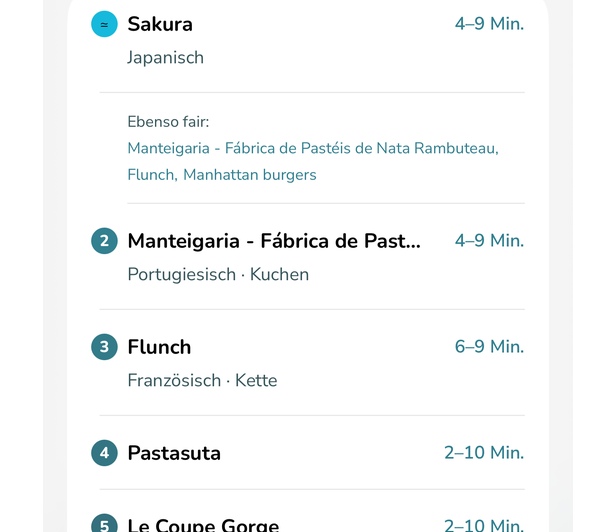 ≈ Sakura 4–9 Min.
Japanisch
Ebenso fair:
Manteigaria - Fábrica de Pastéis de Nata Rambuteau,
Flunch, Manhattan burgers
2 Manteigaria - Fábrica de Past... 4–9 Min.
Portugiesisch · Kuchen
3 Flunch 6–9 Min.
Französisch · Kette
4 Pastasuta 2–10 Min.
5 Le Coupe Gorge 2–10 Min.